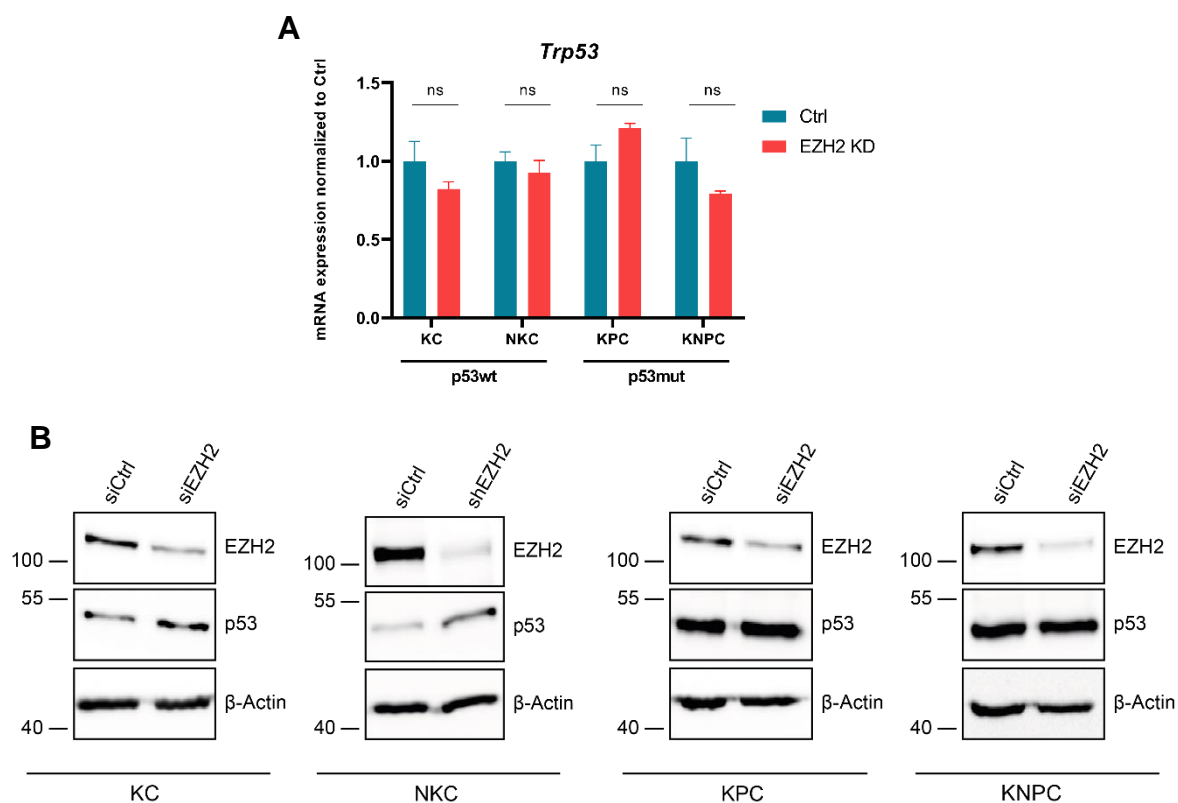 A
Trp53
mRNA expression normalized to Ctrl
1.5
1.0
0.5
0.0
ns ns ns ns
Ctrl
EZH2 KD
KC NKC KPC KNPC
p53wt p53mut
B
siCtrl siEZH2
100
EZH2
55
p53
40
β-Actin
KC
siCtrl shEZH2
100
EZH2
55
p53
40
β-Actin
NKC
siCtrl siEZH2
100
EZH2
55
p53
40
β-Actin
KPC
siCtrl siEZH2
100
EZH2
55
p53
40
β-Actin
KNPC